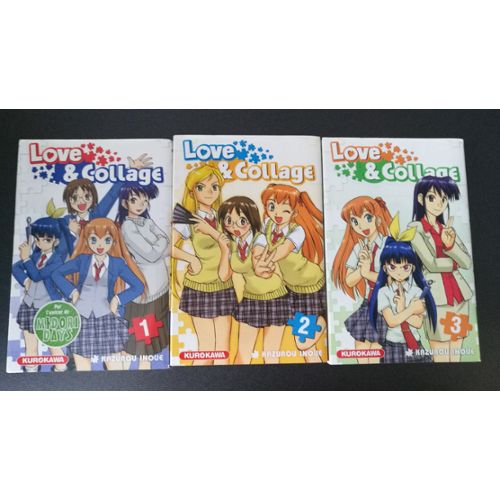 Love
& Collage
Par
l'auteur de
MIDORI
DAYS
1
KUROKAWA
KAZUROU INOUE
Love
& Collage
2
KUROKAWA
KAZUROU INOUE
Love
& Collage
3
KUROKAWA
KAZUROU INOUE